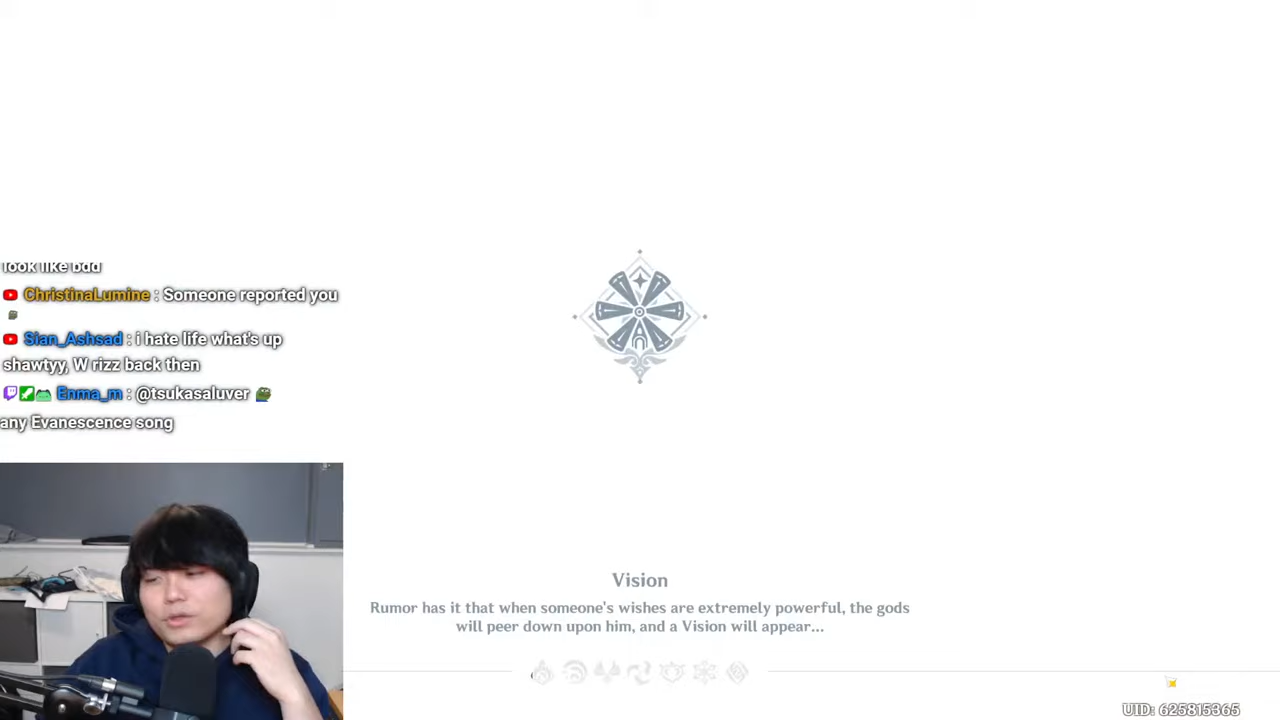 look like bdd
ChristinaLumine : Someone reported you
Sian_Ashsad : i hate life what's up
shawtyy, W rizz back then
Enma_m : @tsukasaluver
any Evanescence song
Vision
Rumor has it that when someone's wishes are extremely powerful, the gods
will peer down upon him, and a Vision will appear...
UID: 625815365